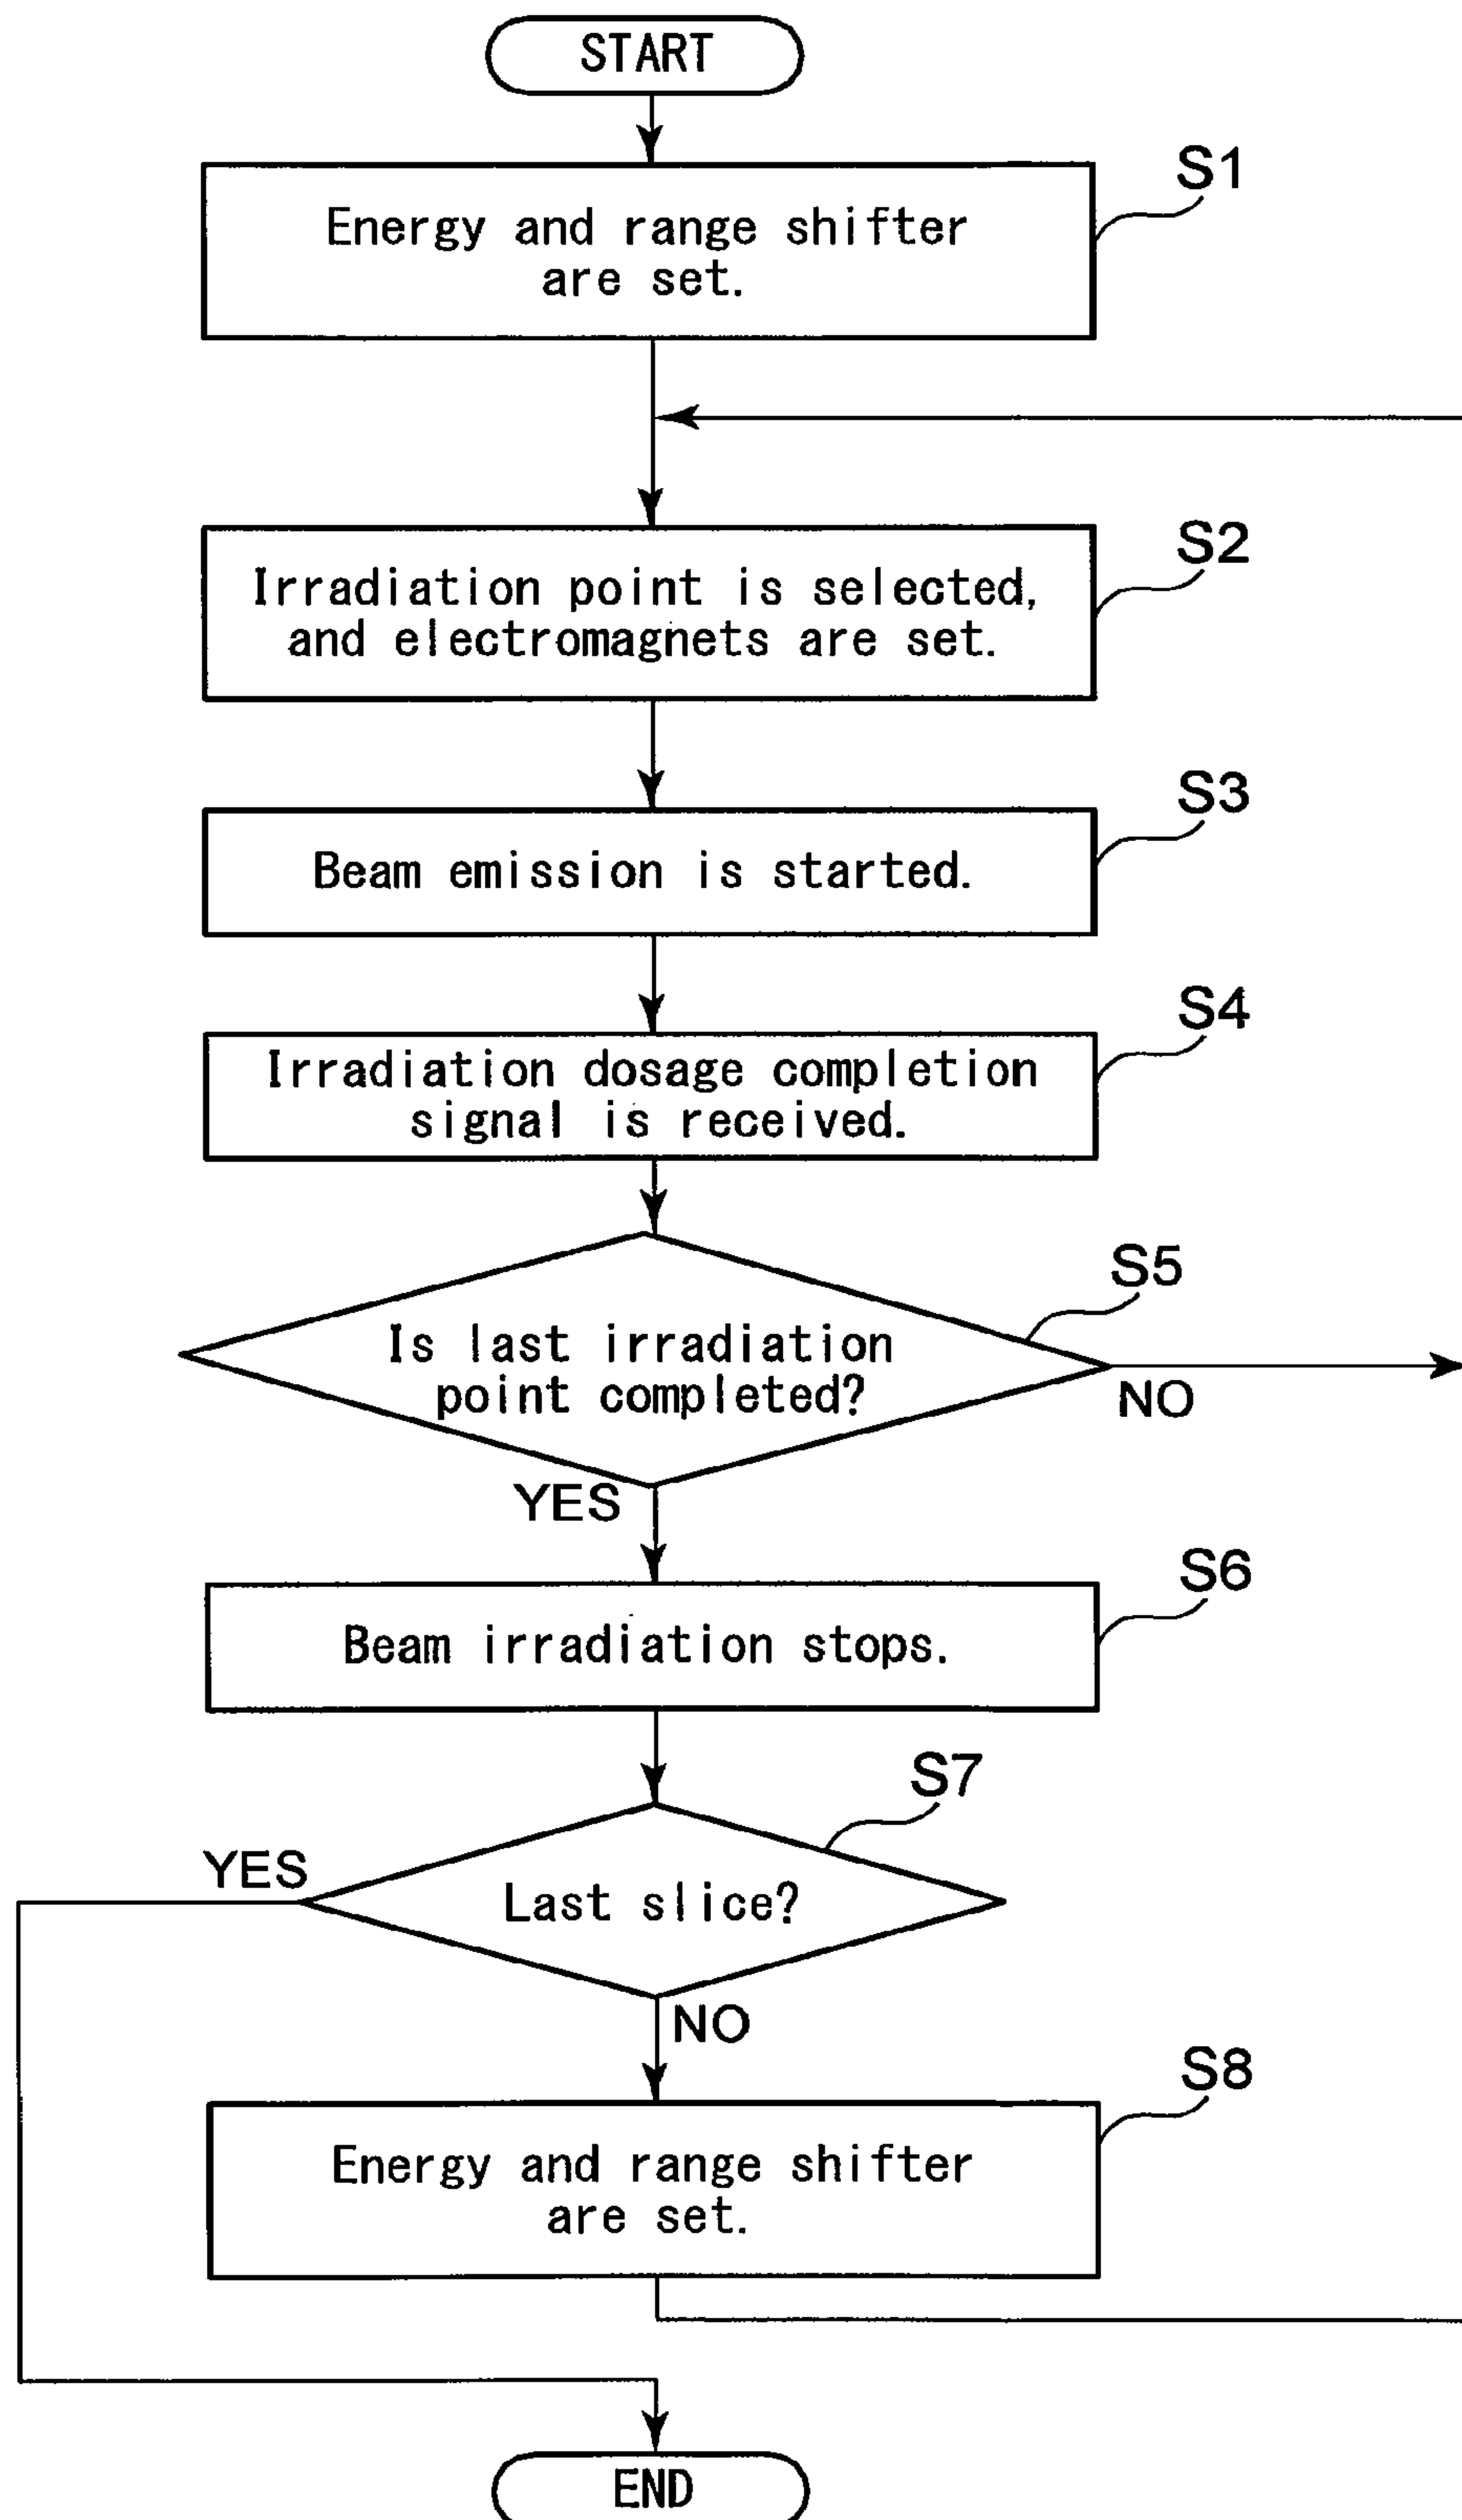 START
S1
Energy and range shifter
are set.
S2
Irradiation point is selected,
and electromagnets are set.
S3
Beam emission is started.
S4
Irradiation dosage completion
signal is received.
S5
Is last irradiation
point completed?
NO
YES
S6
Beam irradiation stops.
S7
YES
Last slice?
NO
S8
Energy and range shifter
are set.
END